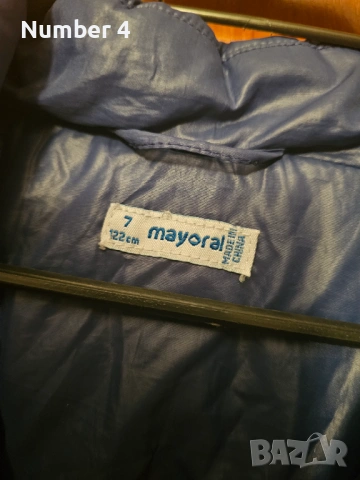 Number 4
7
122cm
mayoral
MADE IN
CHINA
BAZAR